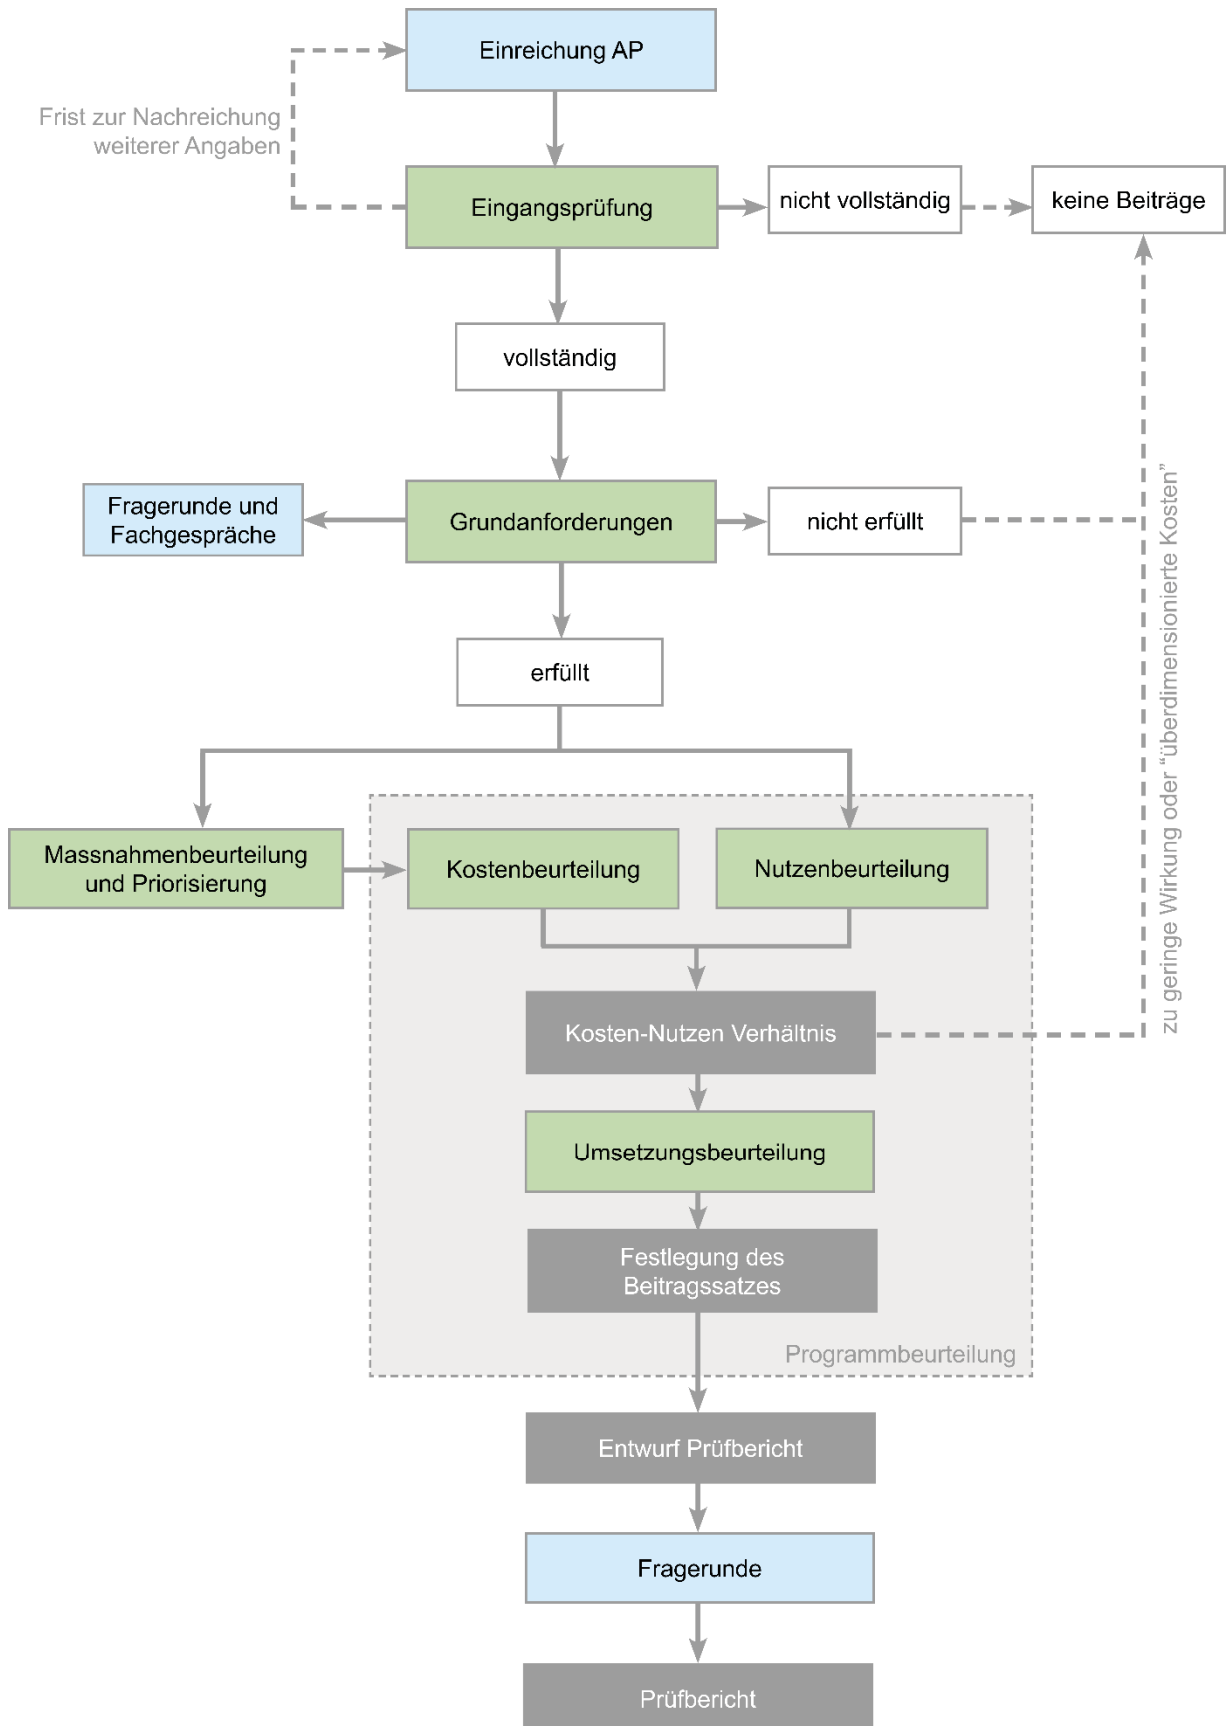 Einreichung AP
Frist zur Nachreichung
weiterer Angaben
Eingangsprüfung
nicht vollständig
keine Beiträge
vollständig
Fragerunde und
Fachgespräche
Grundanforderungen
nicht erfüllt
zu geringe Wirkung oder “überdimensionierte Kosten”
erfüllt
Massnahmenbeurteilung
und Priorisierung
Kostenbeurteilung
Nutzenbeurteilung
Kosten-Nutzen Verhältnis
Umsetzungsbeurteilung
Festlegung des
Beitragssatzes
Programmbeurteilung
Entwurf Prüfbericht
Fragerunde
Prüfbericht